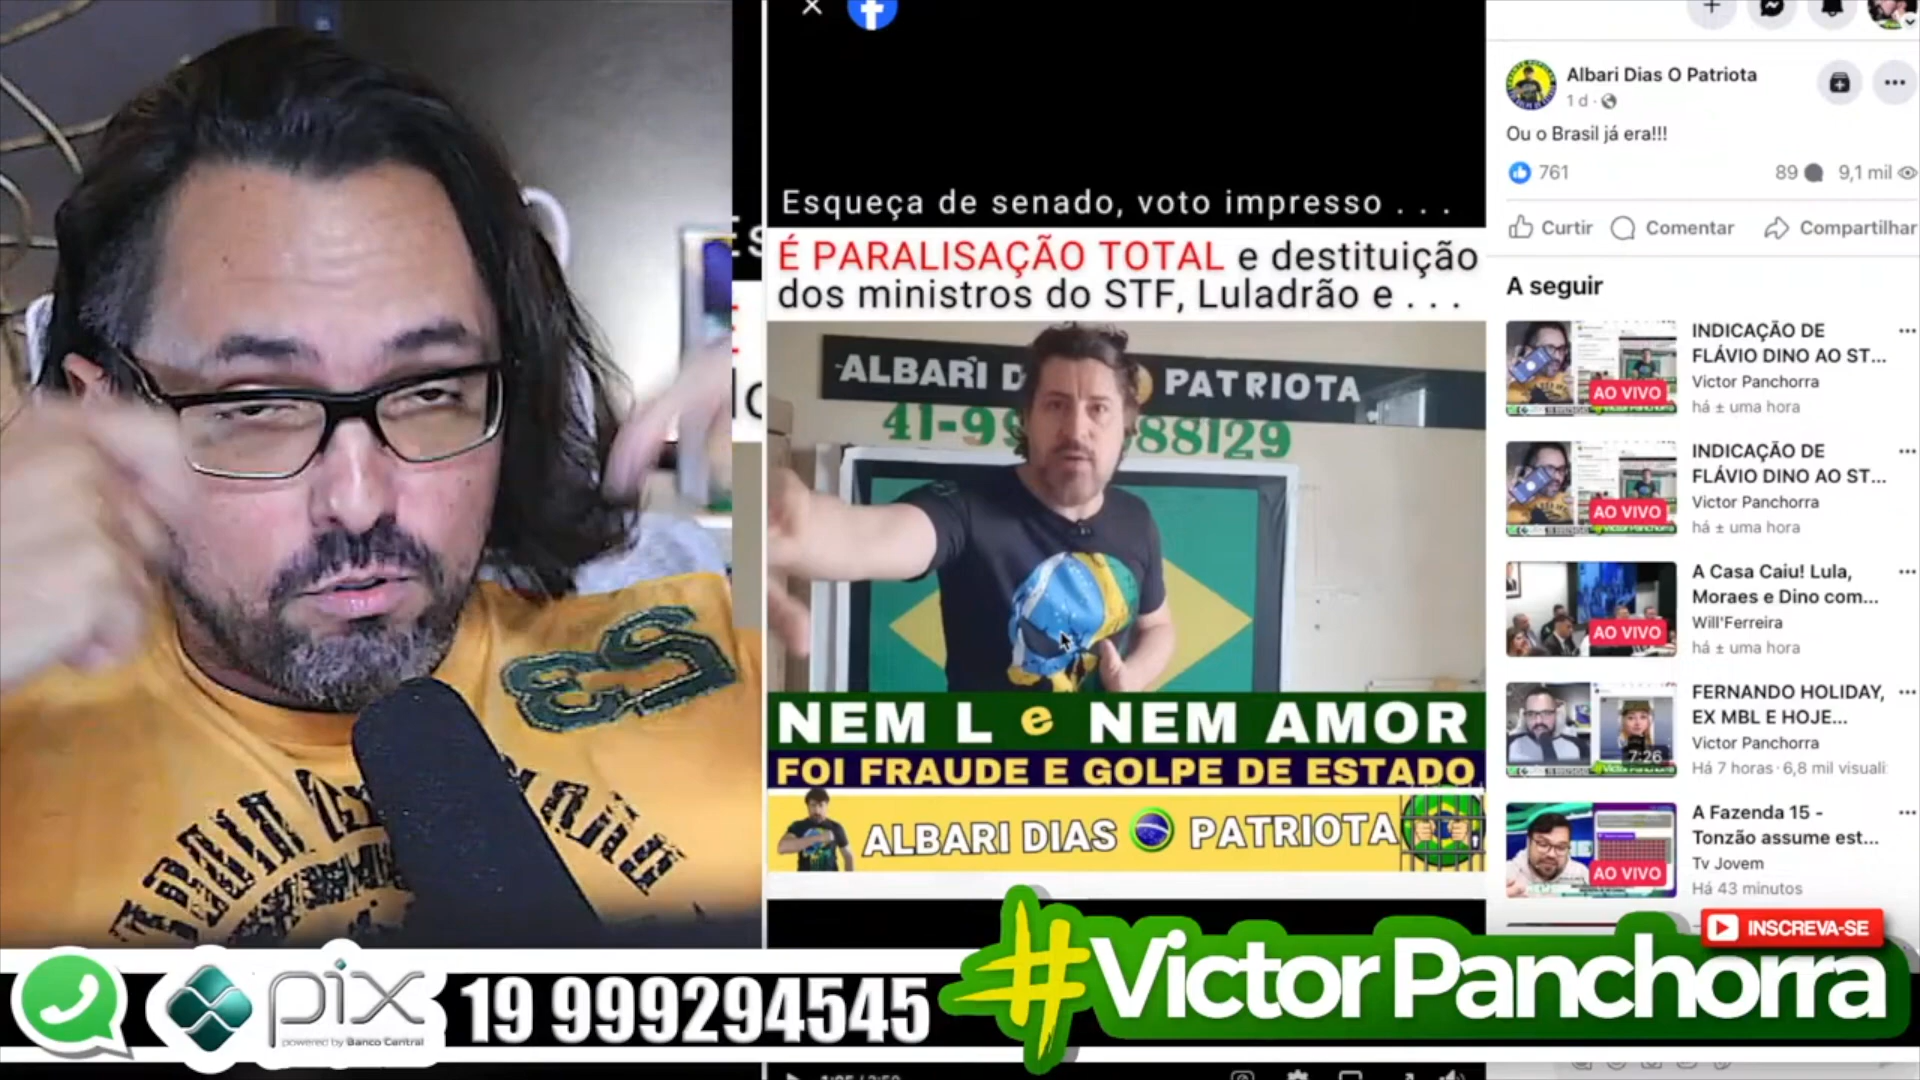 Esqueça de senado, voto impresso . . .
É PARALISAÇÃO TOTAL e destituição
dos ministros do STF, Luladrão e . . .
PATRIOTA
NEM L e NEM AMOR
FOI FRAUDE E GOLPE DE ESTADO
ALBARI DIAS PATRIOTA
Albari Dias O Patriota
1 d
Ou o Brasil já era!!!
761
89
9,1 mil
Curtir
Comentar
Compartilhar
A seguir
INDICAÇÃO DE
FLÁVIO DINO AO ST...
Victor Panchorra
há ± uma hora
AO VIVO
INDICAÇÃO DE
FLÁVIO DINO AO ST...
Victor Panchorra
há ± uma hora
AO VIVO
A Casa Caiu! Lula,
Moraes e Dino com...
Will'Ferreira
há ± uma hora
AO VIVO
FERNANDO HOLIDAY,
EX MBL E HOJE...
Victor Panchorra
Há 7 horas · 6,8 mil visuali
7:26
A Fazenda 15 -
Tonzão assume est...
Tv Jovem
Há 43 minutos
AO VIVO
INSCREVA-SE
pix
powered by Banco Central
19 999294545
#Victor Panchorra
23